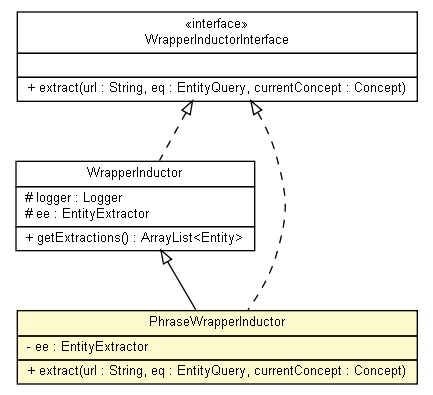 «interface»
WrapperInductorInterface
+ extract(url : String, eq : EntityQuery, currentConcept : Concept)
WrapperInductor
# logger : Logger
# ee : EntityExtractor
+ getExtractions() : ArrayList<Entity>
PhraseWrapperInductor
- ee : EntityExtractor
+ extract(url : String, eq : EntityQuery, currentConcept : Concept)